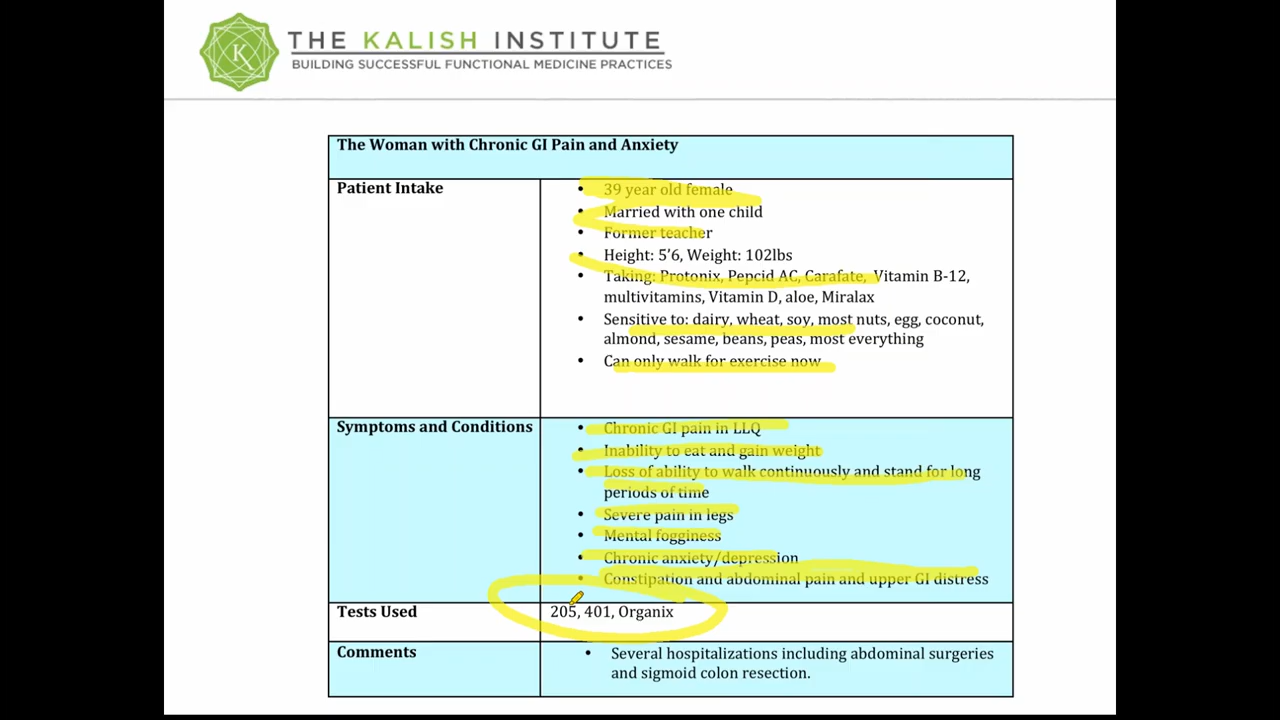 THE KALISH INSTITUTE
BUILDING SUCCESSFUL FUNCTIONAL MEDICINE PRACTICES
K
The Woman with Chronic GI Pain and Anxiety
Patient Intake
• 39 year old female
• Married with one child
• Former teacher
• Height: 5’6, Weight: 102lbs
• Taking: Protonix, Pepcid AC, Carafate, Vitamin B-12,
multivitamins, Vitamin D, aloe, Miralax
• Sensitive to: dairy, wheat, soy, most nuts, egg, coconut,
almond, sesame, beans, peas, most everything
• Can only walk for exercise now
Symptoms and Conditions
• Chronic GI pain in LLQ
• Inability to eat and gain weight
• Loss of ability to walk continuously and stand for long
periods of time
• Severe pain in legs
• Mental fogginess
• Chronic anxiety/depression
• Constipation and abdominal pain and upper GI distress
Tests Used
205, 401, Organix
Comments
• Several hospitalizations including abdominal surgeries
and sigmoid colon resection.